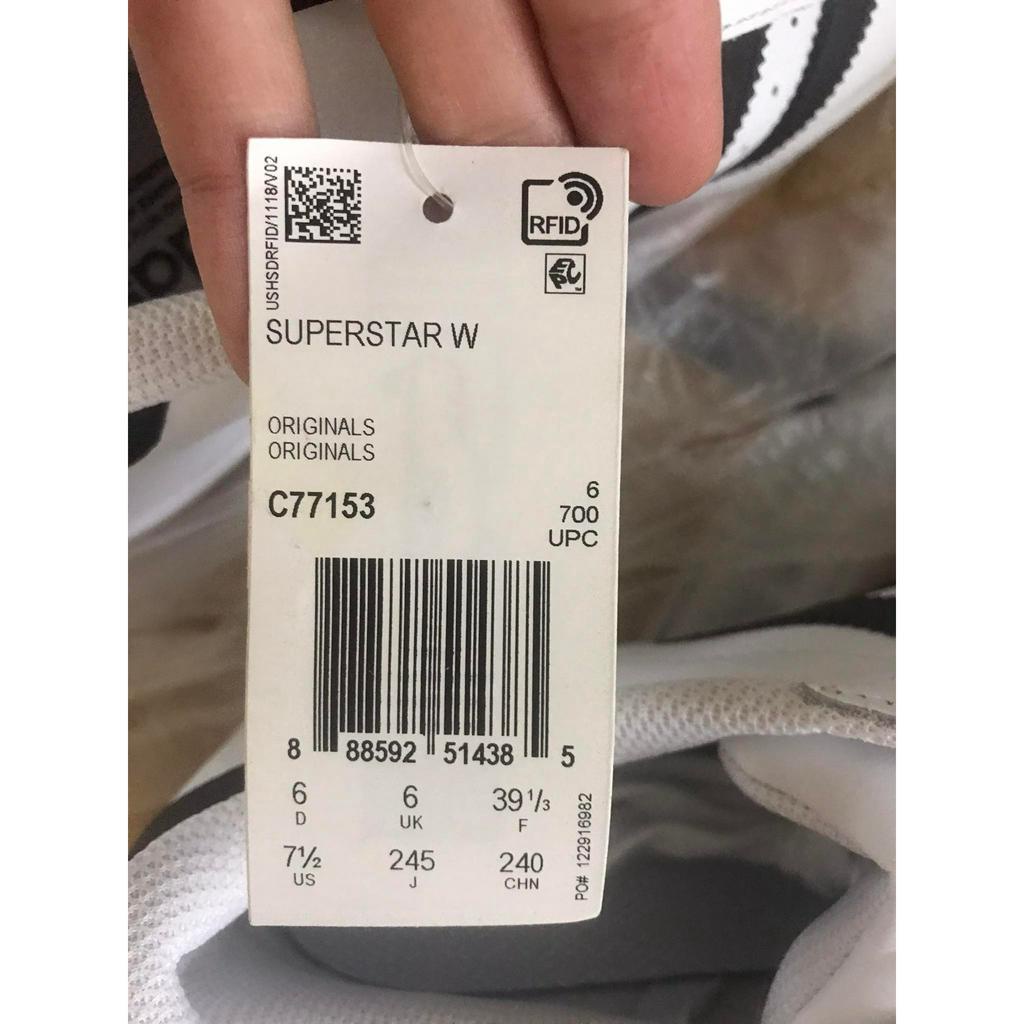 USHSDRFID/1118/V02
RFID
EPC
SUPERSTAR W
ORIGINALS
ORIGINALS
C77153
6
700
UPC
8 88592 51438 5
6 6 39 1/3
D UK F
7½ 245 240
US J CHN
PO# 122916982